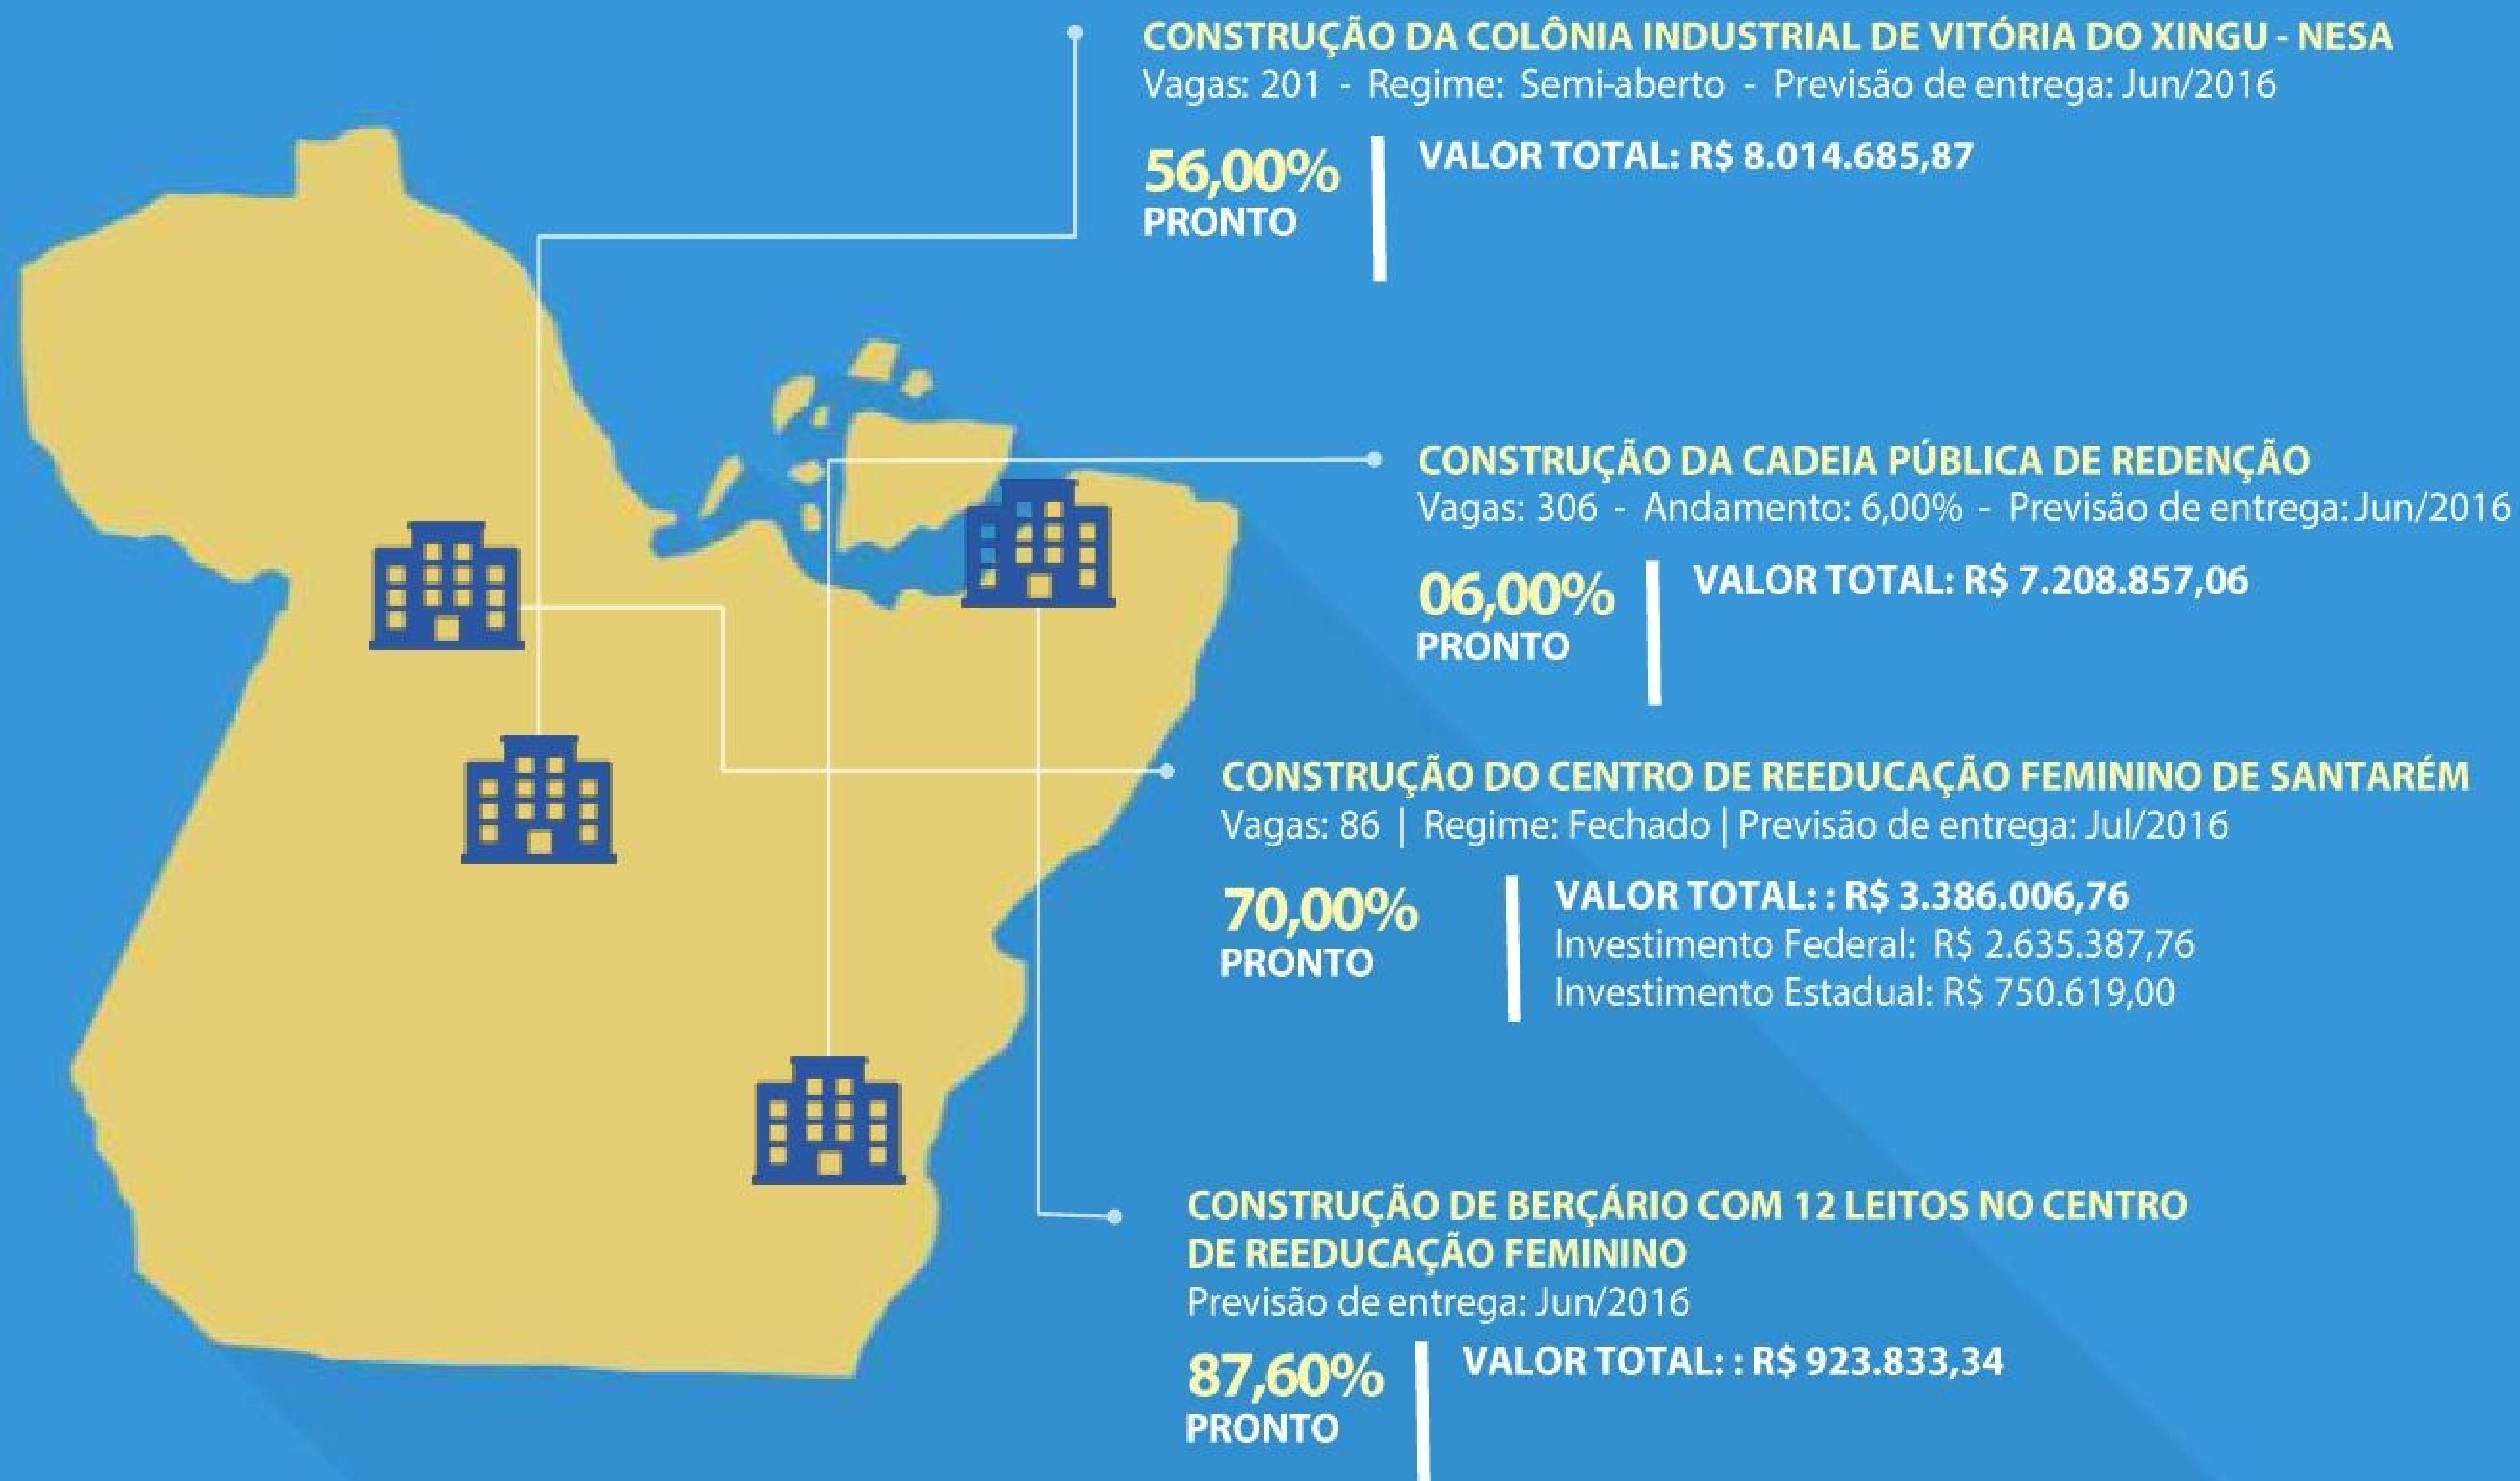 CONSTRUÇÃO DA COLÔNIA INDUSTRIAL DE VITÓRIA DO XINGU - NESA
Vagas: 201 - Regime: Semi-aberto - Previsão de entrega: Jun/2016
56,00%
PRONTO
VALOR TOTAL: R$ 8.014.685,87
CONSTRUÇÃO DA CADEIA PÚBLICA DE REDENÇÃO
Vagas: 306 - Andamento: 6,00% - Previsão de entrega: Jun/2016
06,00%
PRONTO
VALOR TOTAL: R$ 7.208.857,06
CONSTRUÇÃO DO CENTRO DE REEDUCAÇÃO FEMININO DE SANTARÉM
Vagas: 86 | Regime: Fechado | Previsão de entrega: Jul/2016
70,00%
PRONTO
VALOR TOTAL: : R$ 3.386.006,76
Investimento Federal: R$ 2.635.387,76
Investimento Estadual: R$ 750.619,00
CONSTRUÇÃO DE BERÇÁRIO COM 12 LEITOS NO CENTRO
DE REEDUCAÇÃO FEMININO
Previsão de entrega: Jun/2016
87,60%
PRONTO
VALOR TOTAL: : R$ 923.833,34